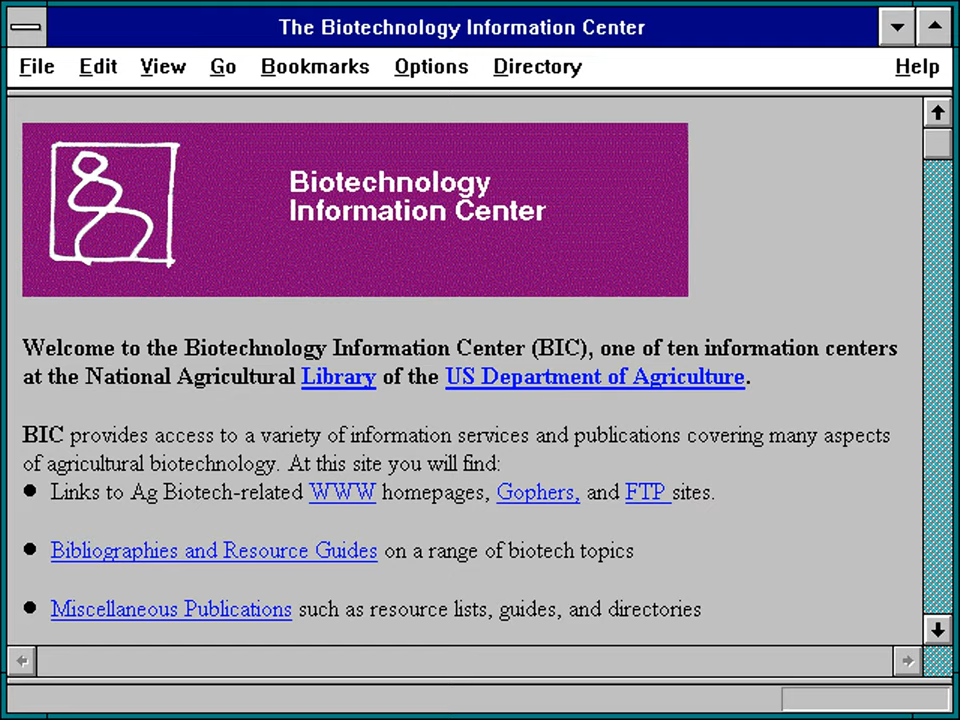 The Biotechnology Information Center
File Edit View Go Bookmarks Options Directory Help
Biotechnology
Information Center
Welcome to the Biotechnology Information Center (BIC), one of ten information centers
at the National Agricultural Library of the US Department of Agriculture.
BIC provides access to a variety of information services and publications covering many aspects
of agricultural biotechnology. At this site you will find:
● Links to Ag Biotech-related WWW homepages, Gophers, and FTP sites.
● Bibliographies and Resource Guides on a range of biotech topics
● Miscellaneous Publications such as resource lists, guides, and directories